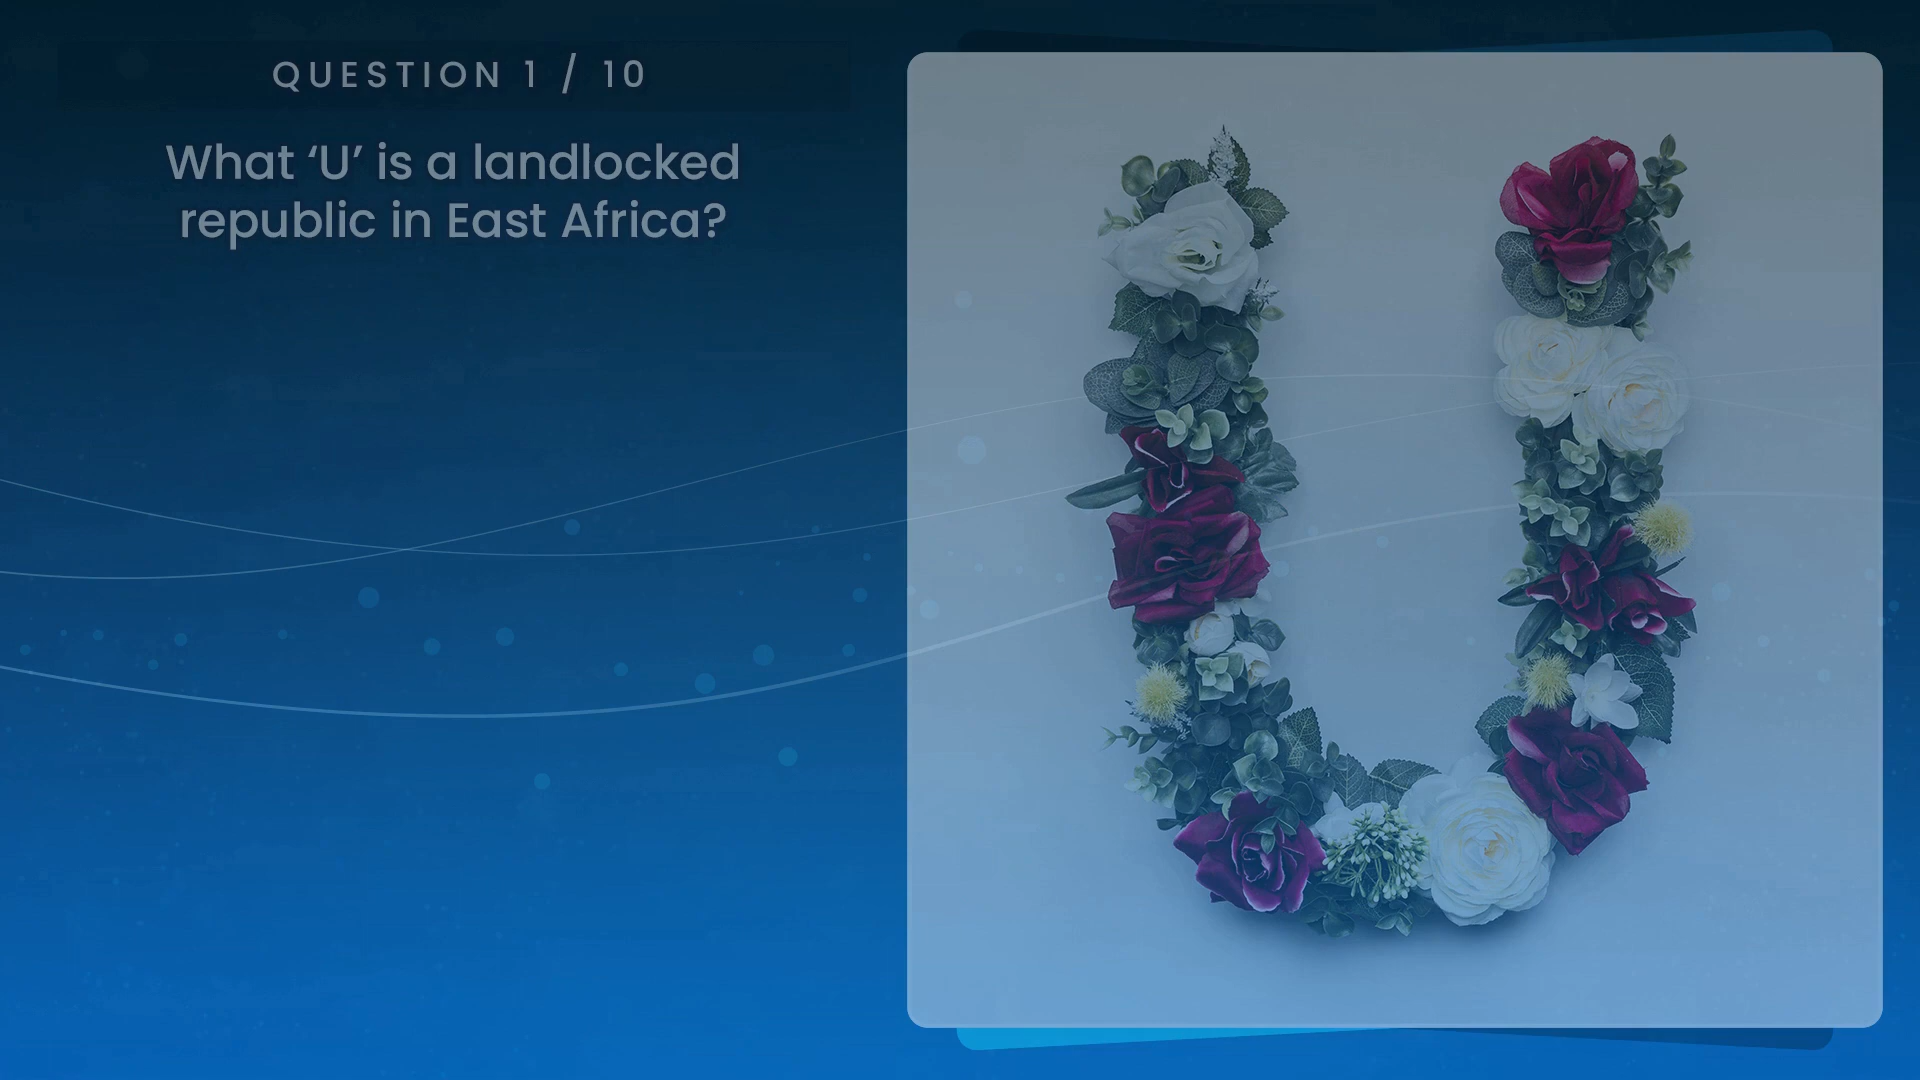 QUESTION 1 / 10
What ‘U’ is a landlocked
republic in East Africa?
U